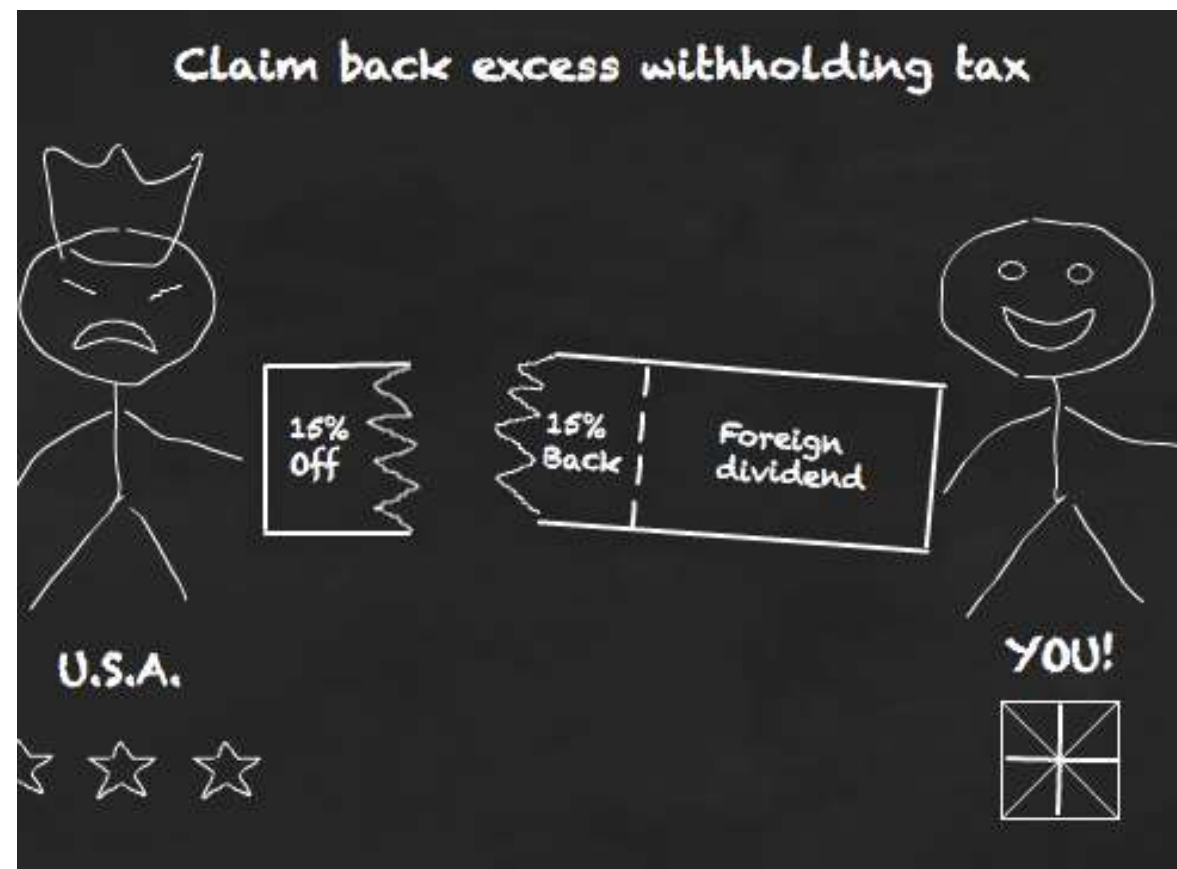 Claim back excess withholding tax
15%
Off
15%
Back
Foreign
dividend
U.S.A.
YOU!